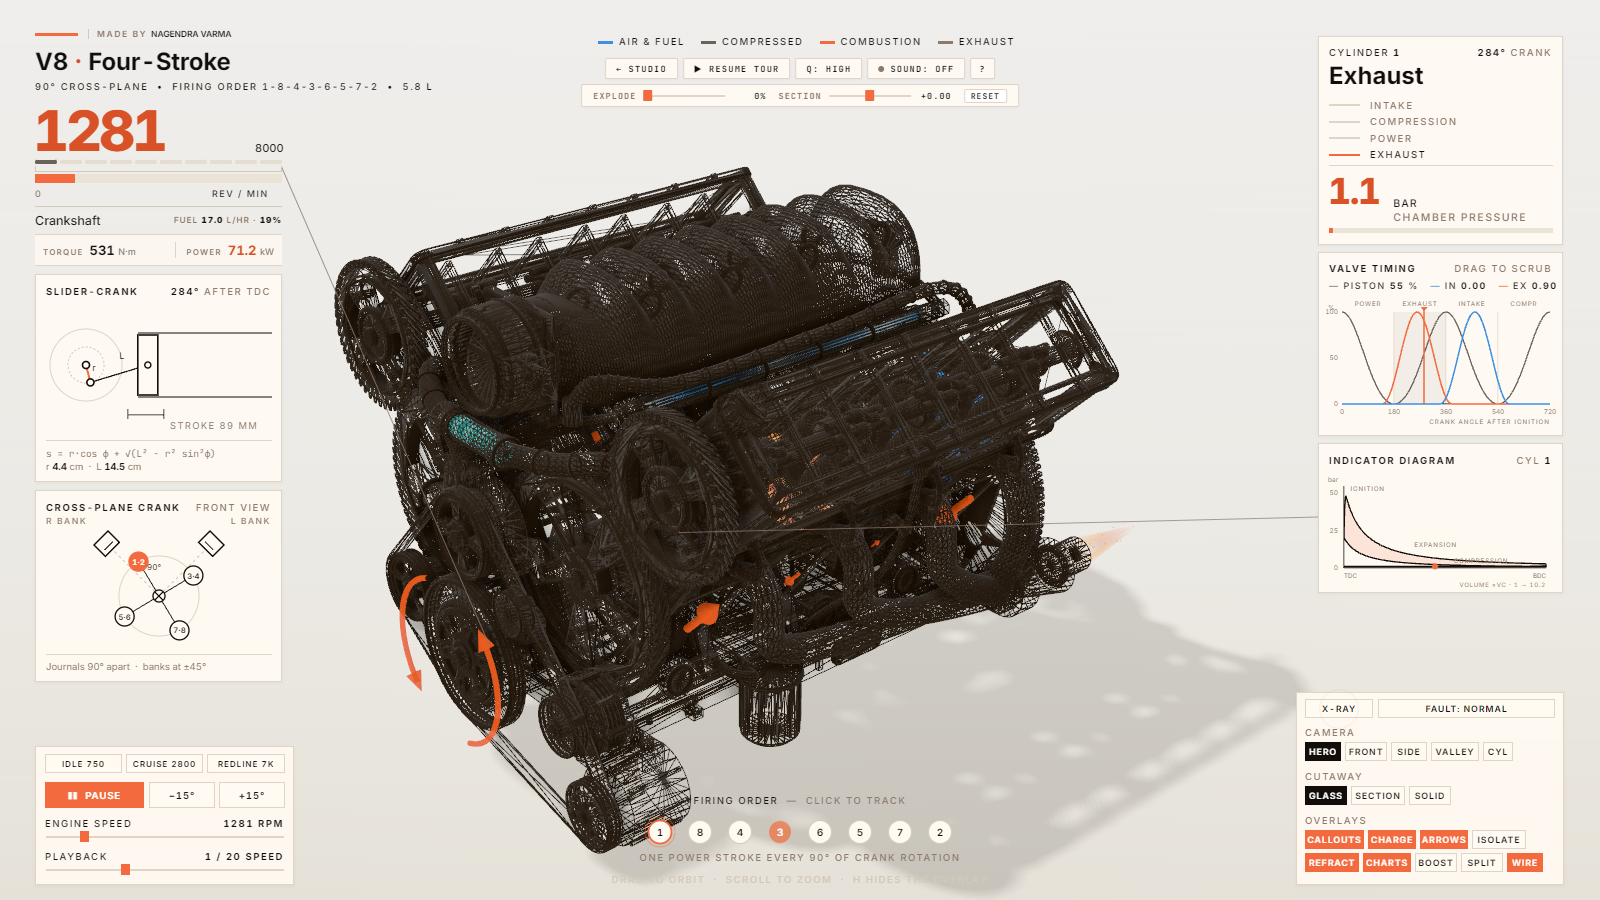 MADE BY NAGENDRA VARMA
V8 · Four-Stroke
90° CROSS-PLANE • FIRING ORDER 1-8-4-3-6-5-7-2 • 5.8 L
1281
8000
0 REV / MIN
Crankshaft FUEL 17.0 L/HR · 19%
TORQUE 531 N·m POWER 71.2 kW
SLIDER-CRANK 284° AFTER TDC
L
r
STROKE 89 MM
s = r·cos ϕ + √(L² - r² sin²ϕ)
r 4.4 cm · L 14.5 cm
CROSS-PLANE CRANK FRONT VIEW
R BANK L BANK
1·2
90°
3·4
5·6
7·8
Journals 90° apart · banks at ±45°
IDLE 750 CRUISE 2800 REDLINE 7K
PAUSE −15° +15°
ENGINE SPEED 1281 RPM
PLAYBACK 1 / 20 SPEED
AIR & FUEL COMPRESSED COMBUSTION EXHAUST
← STUDIO ▶ RESUME TOUR Q: HIGH SOUND: OFF ?
EXPLODE 0% SECTION +0.00 RESET
FIRING ORDER — CLICK TO TRACK
1 8 4 3 6 5 7 2
ONE POWER STROKE EVERY 90° OF CRANK ROTATION
ORBIT · SCROLL TO ZOOM · H HIDES
CYLINDER 1 284° CRANK
Exhaust
INTAKE
COMPRESSION
POWER
EXHAUST
1.1 BAR
CHAMBER PRESSURE
VALVE TIMING DRAG TO SCRUB
PISTON 55 % IN 0.00 EX 0.90
% POWER EXHAUST INTAKE COMPR
100
50
0
0 180 360 540 720
CRANK ANGLE AFTER IGNITION
INDICATOR DIAGRAM CYL 1
bar
50 IGNITION
25
EXPANSION
COMPRESSION
0
TDC BDC
VOLUME +VC · 1 – 10.2
X-RAY FAULT: NORMAL
CAMERA
HERO FRONT SIDE VALLEY CYL
CUTAWAY
GLASS SECTION SOLID
OVERLAYS
CALLOUTS CHARGE ARROWS ISOLATE
REFRACT CHARTS BOOST SPLIT WIRE